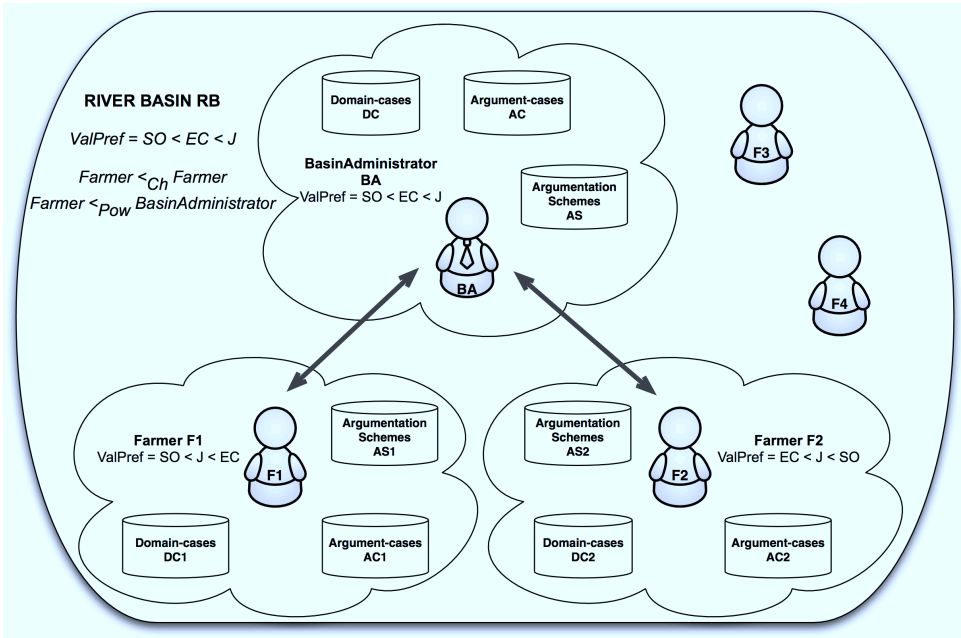 RIVER BASIN RB
ValPref = SO < EC < J
Farmer <Ch Farmer
Farmer <Pow BasinAdministrator
Domain-cases
DC
Argument-cases
AC
BasinAdministrator
BA
ValPref = SO < EC < J
Argumentation
Schemes
AS
BA
F3
F4
Farmer F1
ValPref = SO < J < EC
F1
Argumentation
Schemes
AS1
Domain-cases
DC1
Argument-cases
AC1
Argumentation
Schemes
AS2
F2
Farmer F2
ValPref = EC < J < SO
Domain-cases
DC2
Argument-cases
AC2